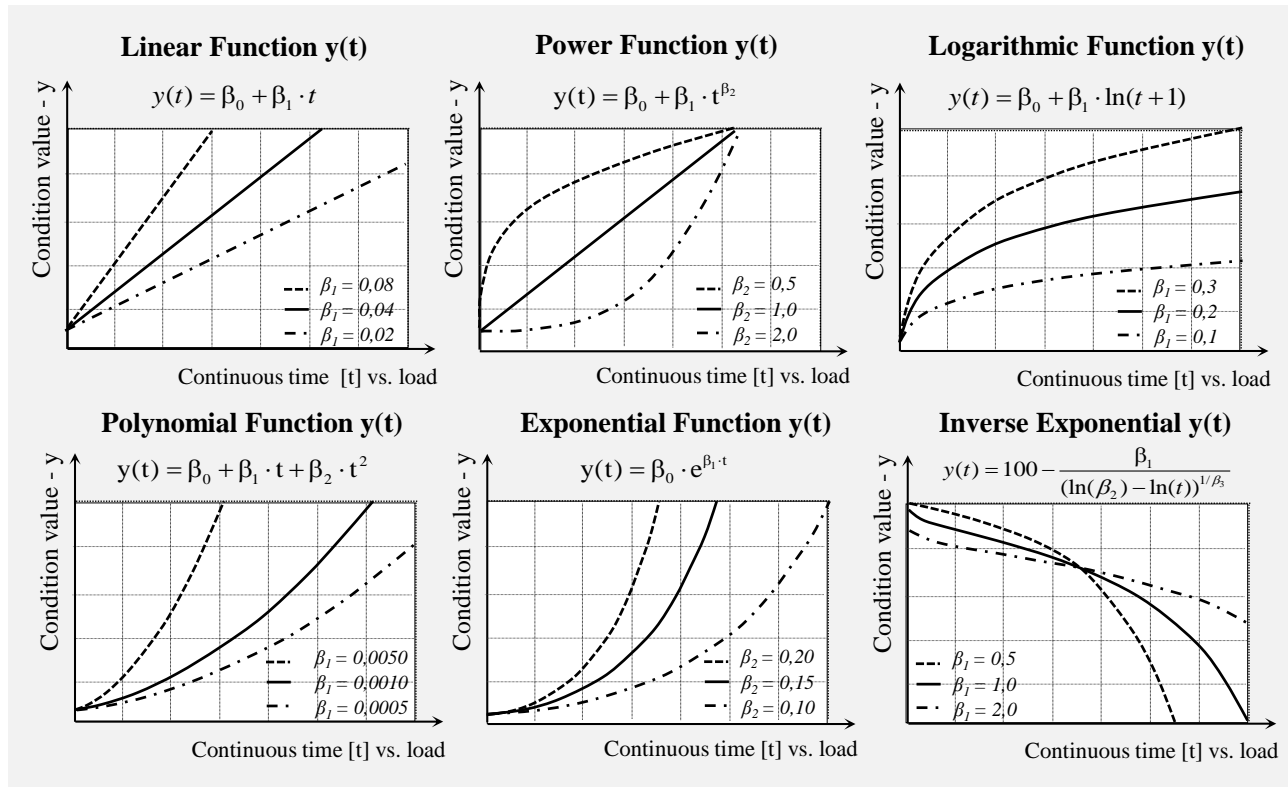 Linear Function y(t)
y(t) = β₀ + β₁ · t
Condition value - y
β₁ = 0,08
β₁ = 0,04
β₁ = 0,02
Continuous time [t] vs. load
Power Function y(t)
y(t) = β₀ + β₁ · t^β₂
Condition value - y
β₂ = 0,5
β₂ = 1,0
β₂ = 2,0
Continuous time [t] vs. load
Logarithmic Function y(t)
y(t) = β₀ + β₁ · ln(t + 1)
Condition value - y
β₁ = 0,3
β₁ = 0,2
β₁ = 0,1
Continuous time [t] vs. load
Polynomial Function y(t)
y(t) = β₀ + β₁ · t + β₂ · t²
Condition value - y
β₁ = 0,0050
β₁ = 0,0010
β₁ = 0,0005
Continuous time [t] vs. load
Exponential Function y(t)
y(t) = β₀ · e^β₁·t
Condition value - y
β₂ = 0,20
β₂ = 0,15
β₂ = 0,10
Continuous time [t] vs. load
Inverse Exponential y(t)
y(t) = 100 − β₁ / (ln(β₂) − ln(t))^1/β₃
Condition value - y
β₁ = 0,5
β₁ = 1,0
β₁ = 2,0
Continuous time [t] vs. load